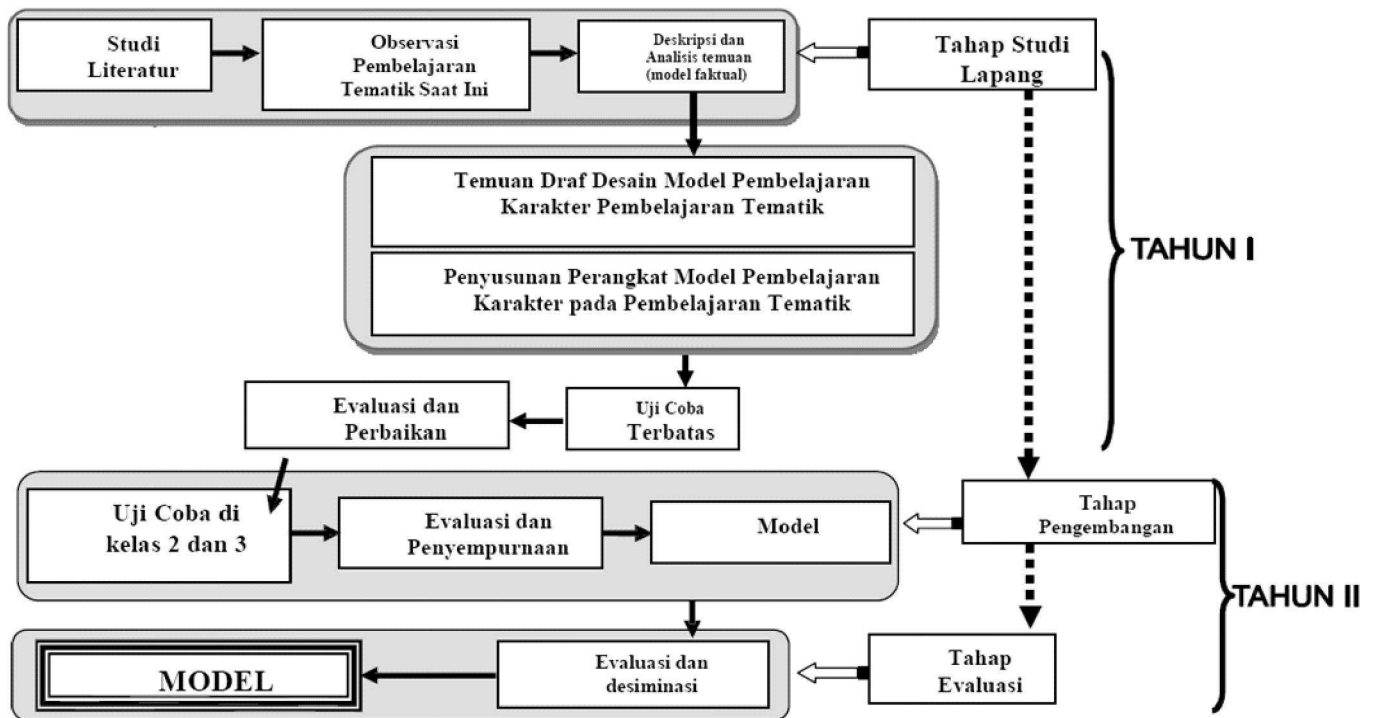 Studi
Literatur
Observasi
Pembelajaran
Tematik Saat Ini
Deskripsi dan
Analisis temuan
(model faktual)
Tahap Studi
Lapang
Temuan Draf Desain Model Pembelajaran
Karakter Pembelajaran Tematik
Penyusunan Perangkat Model Pembelajaran
Karakter pada Pembelajaran Tematik
TAHUN I
Evaluasi dan
Perbaikan
Uji Coba
Terbatas
Uji Coba di
kelas 2 dan 3
Evaluasi dan
Penyempurnaan
Model
Tahap
Pengembangan
TAHUN II
MODEL
Evaluasi dan
desiminasi
Tahap
Evaluasi